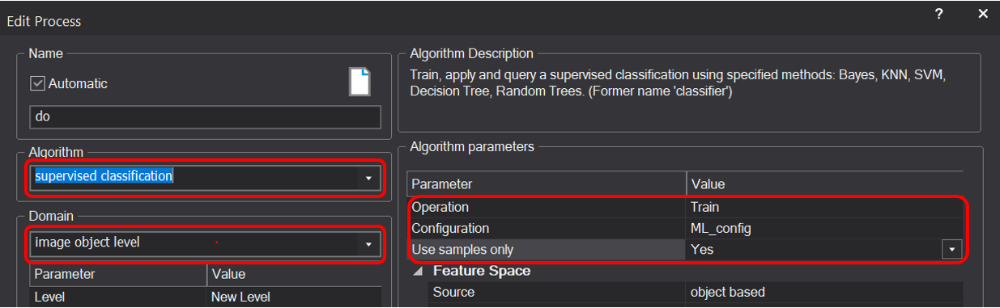 Edit Process
? ×
Name
Automatic
do
Algorithm
supervised classification
Domain
image object level
Parameter Value
Level New Level
Algorithm Description
Train, apply and query a supervised classification using specified methods: Bayes, KNN, SVM,
Decision Tree, Random Trees. (Former name 'classifier')
Algorithm parameters
Parameter Value
Operation Train
Configuration ML_config
Use samples only Yes
Feature Space
Source object based